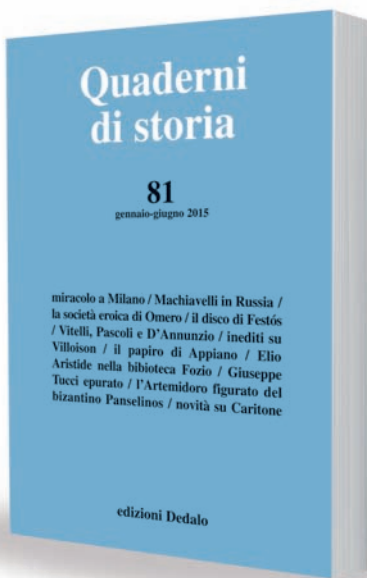 Quaderni
di storia
81
gennaio-giugno 2015
miracolo a Milano / Machiavelli in Russia /
la società eroica di Omero / il disco di Festós
/ Vitelli, Pascoli e D'Annunzio / inediti su
Villoison / il papiro di Appiano / Elio
Aristide nella bibioteca Fozio / Giuseppe
Tucci epurato / l'Artemidoro figurato del
bizantino Panselinos / novità su Caritone
edizioni Dedalo